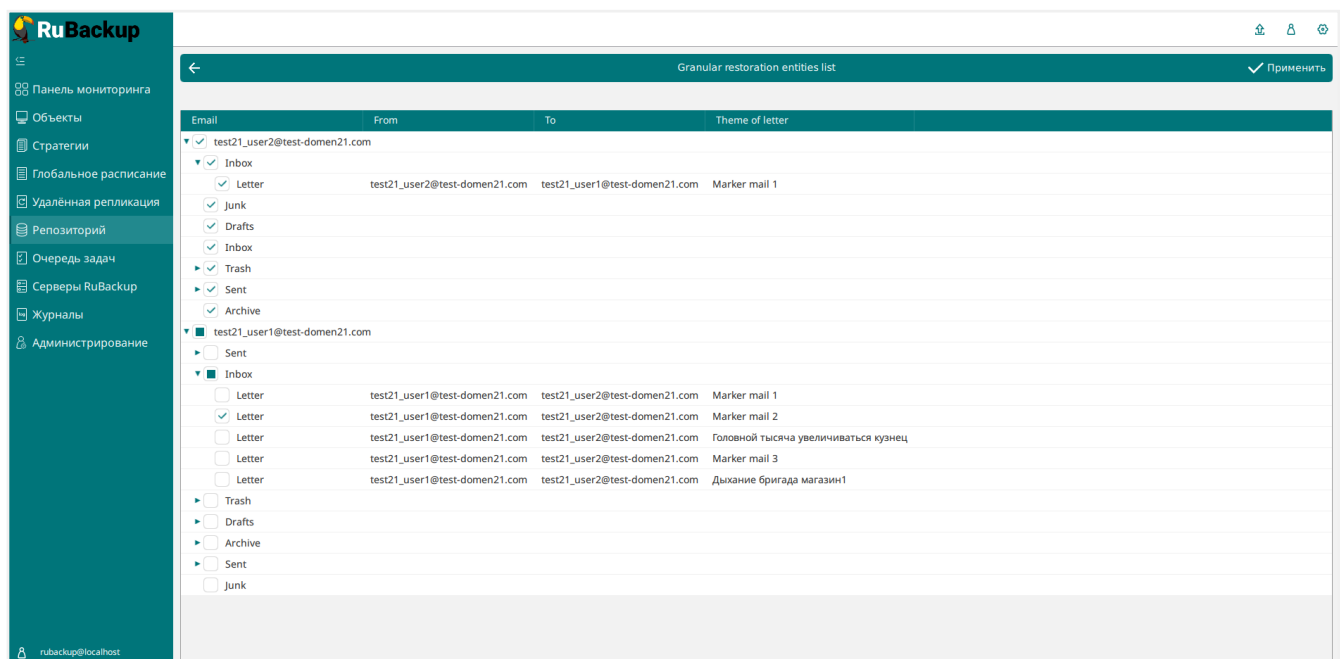 RuBackup
Панель мониторинга
Объекты
Стратегии
Глобальное расписание
Удалённая репликация
Репозиторий
Очередь задач
Серверы RuBackup
Журналы
Администрирование
rubackup@localhost
Granular restoration entities list
Применить
Email From To Theme of letter
test21_user2@test-domen21.com
Inbox
Letter test21_user2@test-domen21.com test21_user1@test-domen21.com Marker mail 1
Junk
Drafts
Inbox
Trash
Sent
Archive
test21_user1@test-domen21.com
Sent
Inbox
Letter test21_user1@test-domen21.com test21_user2@test-domen21.com Marker mail 1
Letter test21_user1@test-domen21.com test21_user2@test-domen21.com Marker mail 2
Letter test21_user1@test-domen21.com test21_user2@test-domen21.com Головной тысяча увеличиваться кузнец
Letter test21_user1@test-domen21.com test21_user2@test-domen21.com Marker mail 3
Letter test21_user1@test-domen21.com test21_user2@test-domen21.com Дыхание бригада магазин1
Trash
Drafts
Archive
Sent
Junk